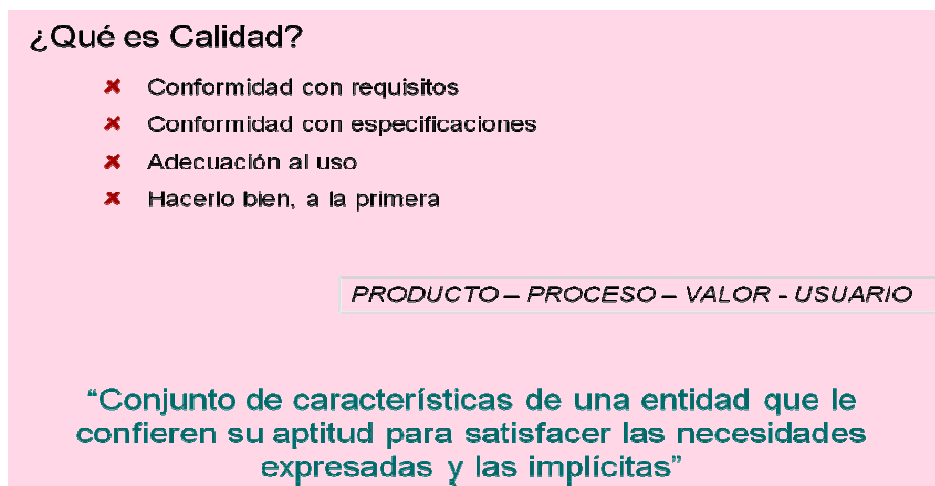 ¿Qué es Calidad?
Conformidad con requisitos
Conformidad con especificaciones
Adecuación al uso
Hacerlo bien, a la primera
PRODUCTO – PROCESO – VALOR - USUARIO
“Conjunto de características de una entidad que le
confieren su aptitud para satisfacer las necesidades
expresadas y las implícitas”